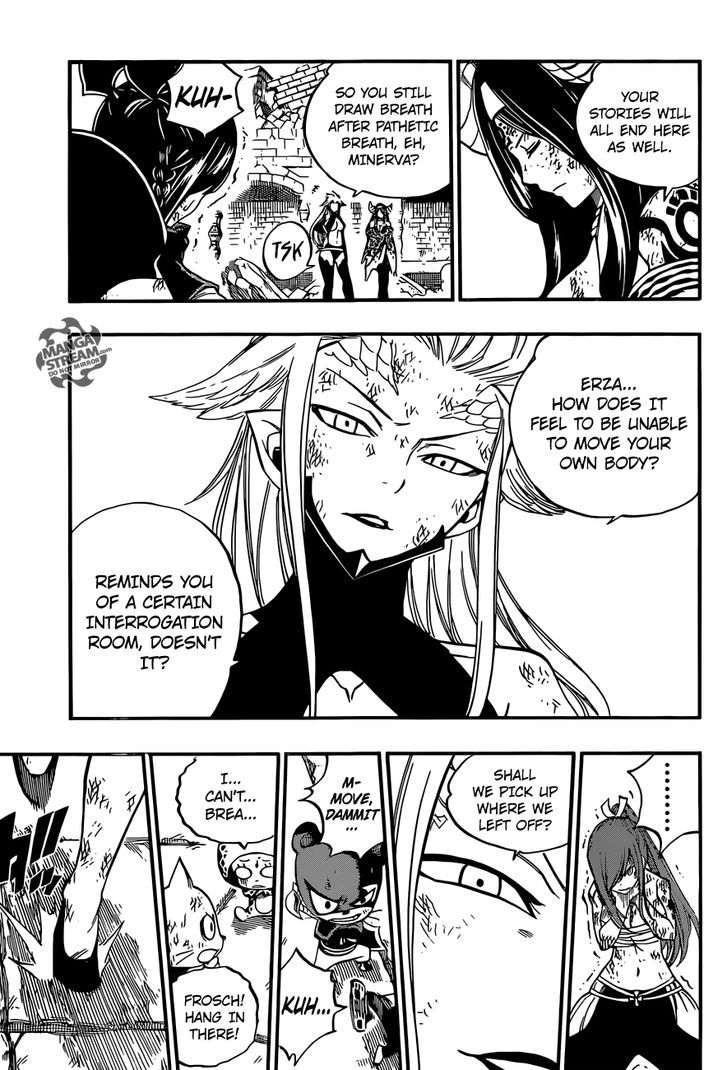 YOUR
STORIES WILL
ALL END HERE
AS WELL.
SO YOU STILL
DRAW BREATH
AFTER PATHETIC
BREATH, EH,
MINERVA?
KUH-
TSK
MANGA
STREAM.com
DO NOT MIRROR
ERZA...
HOW DOES IT
FEEL TO BE UNABLE
TO MOVE YOUR
OWN BODY?
REMINDS YOU
OF A CERTAIN
INTERROGATION
ROOM, DOESN'T
IT?
.......
SHALL
WE PICK UP
WHERE WE
LEFT OFF?
M-
MOVE,
DAMMIT
...
KUH...
I...
CAN'T...
BREA...
FROSCH!
HANG IN
THERE!